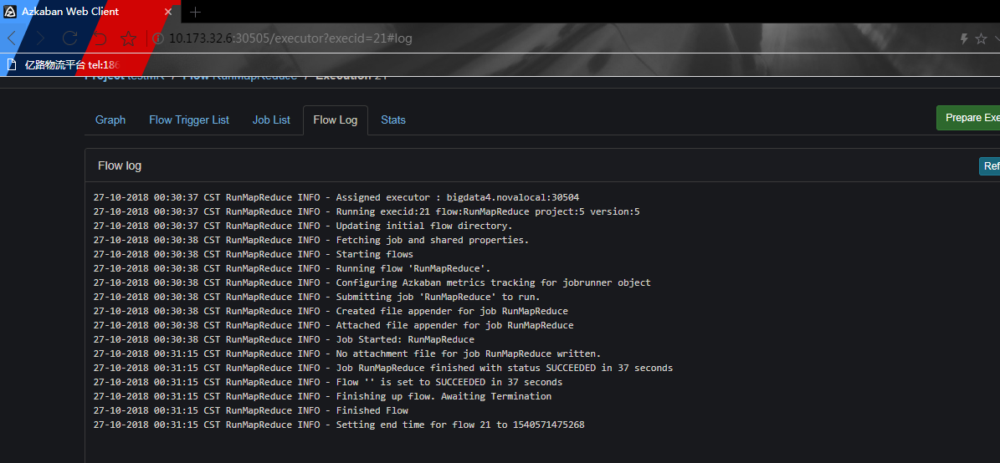 Azkaban Web Client
10.173.32.6:30505/executor?execid=21#log
亿路物流平台 tel:186
Project testMR / Flow RunMapReduce / Execution 21
Graph Flow Trigger List Job List Flow Log Stats Prepare Exe
Flow log Ref
27-10-2018 00:30:37 CST RunMapReduce INFO - Assigned executor : bigdata4.novalocal:30504
27-10-2018 00:30:37 CST RunMapReduce INFO - Running execid:21 flow:RunMapReduce project:5 version:5
27-10-2018 00:30:37 CST RunMapReduce INFO - Updating initial flow directory.
27-10-2018 00:30:38 CST RunMapReduce INFO - Fetching job and shared properties.
27-10-2018 00:30:38 CST RunMapReduce INFO - Starting flows
27-10-2018 00:30:38 CST RunMapReduce INFO - Running flow 'RunMapReduce'.
27-10-2018 00:30:38 CST RunMapReduce INFO - Configuring Azkaban metrics tracking for jobrunner object
27-10-2018 00:30:38 CST RunMapReduce INFO - Submitting job 'RunMapReduce' to run.
27-10-2018 00:30:38 CST RunMapReduce INFO - Created file appender for job RunMapReduce
27-10-2018 00:30:38 CST RunMapReduce INFO - Attached file appender for job RunMapReduce
27-10-2018 00:30:38 CST RunMapReduce INFO - Job Started: RunMapReduce
27-10-2018 00:31:15 CST RunMapReduce INFO - No attachment file for job RunMapReduce written.
27-10-2018 00:31:15 CST RunMapReduce INFO - Job RunMapReduce finished with status SUCCEEDED in 37 seconds
27-10-2018 00:31:15 CST RunMapReduce INFO - Flow '' is set to SUCCEEDED in 37 seconds
27-10-2018 00:31:15 CST RunMapReduce INFO - Finishing up flow. Awaiting Termination
27-10-2018 00:31:15 CST RunMapReduce INFO - Finished Flow
27-10-2018 00:31:15 CST RunMapReduce INFO - Setting end time for flow 21 to 1540571475268